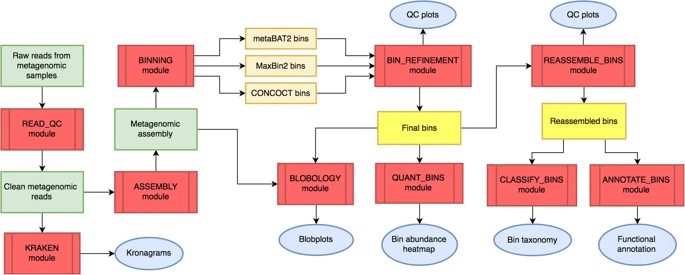 Raw reads from
metagenomic
samples
READ_QC
module
Clean metagenomic
reads
KRAKEN
module
Kronagrams
ASSEMBLY
module
Metagenomic
assembly
BINNING
module
metaBAT2 bins
MaxBin2 bins
CONCOCT bins
QC plots
BIN_REFINEMENT
module
Final bins
BLOBOLOGY
module
Blobplots
QUANT_BINS
module
Bin abundance
heatmap
QC plots
REASSEMBLE_BINS
module
Reassembled bins
CLASSIFY_BINS
module
Bin taxonomy
ANNOTATE_BINS
module
Functional
annotation